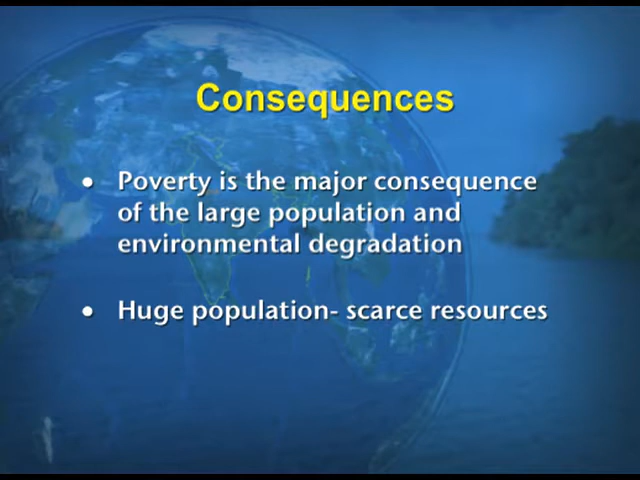 Consequences
● Poverty is the major consequence
of the large population and
environmental degradation
● Huge population- scarce resources